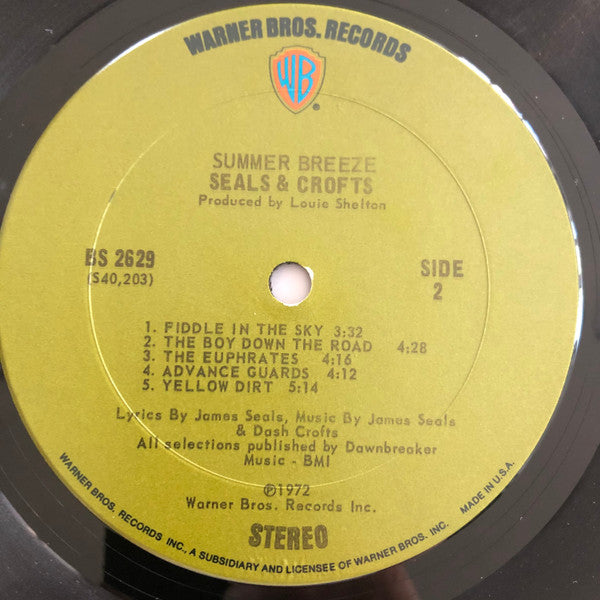 WARNER BROS. RECORDS
WB
®
SUMMER BREEZE
SEALS & CROFTS
Produced by Louie Shelton
BS 2629
(S40,203)
SIDE
2
1. FIDDLE IN THE SKY 3:32
2. THE BOY DOWN THE ROAD 4:28
3. THE EUPHRATES 4:16
4. ADVANCE GUARDS 4:12
5. YELLOW DIRT 5:14
Lyrics By James Seals, Music By James Seals
& Dash Crofts
All selections published by Dawnbreaker
Music - BMI
℗1972
Warner Bros. Records Inc.
STEREO
WARNER BROS. RECORDS INC., A SUBSIDIARY AND LICENSEE OF WARNER BROS. INC. MADE IN U.S.A.